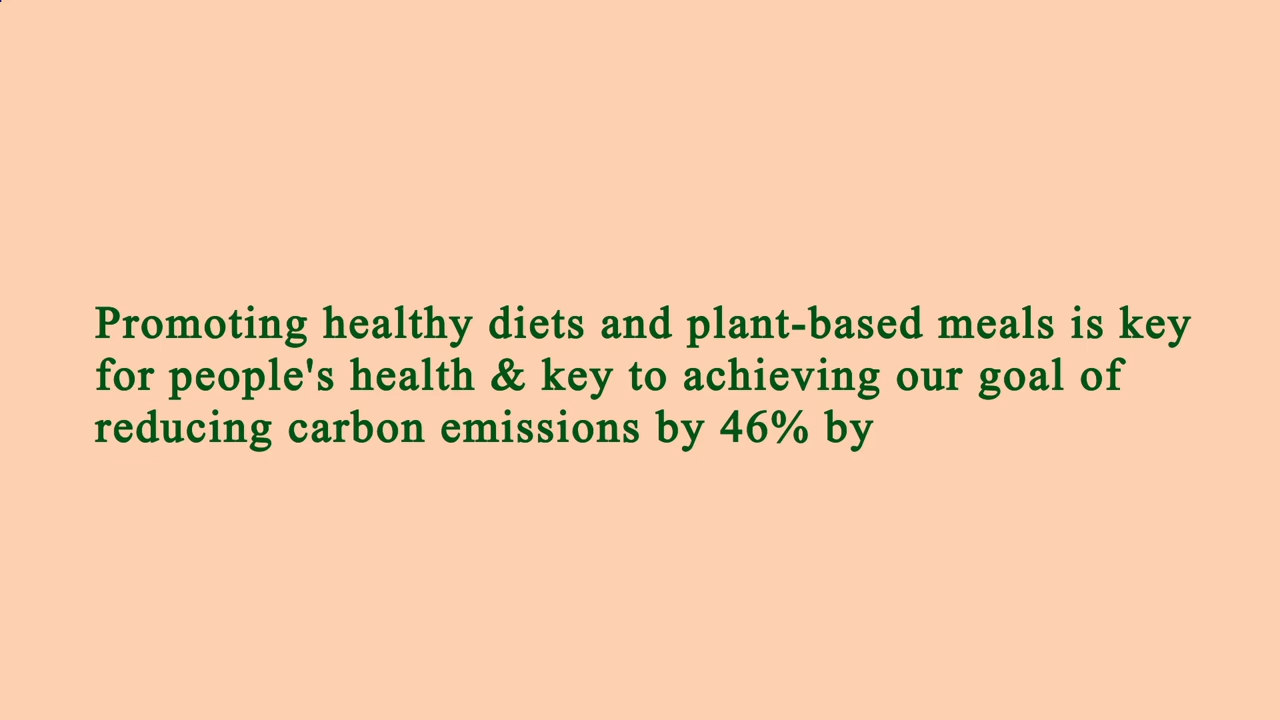 Promoting healthy diets and plant-based meals is key
for people's health & key to achieving our goal of
reducing carbon emissions by 46% by